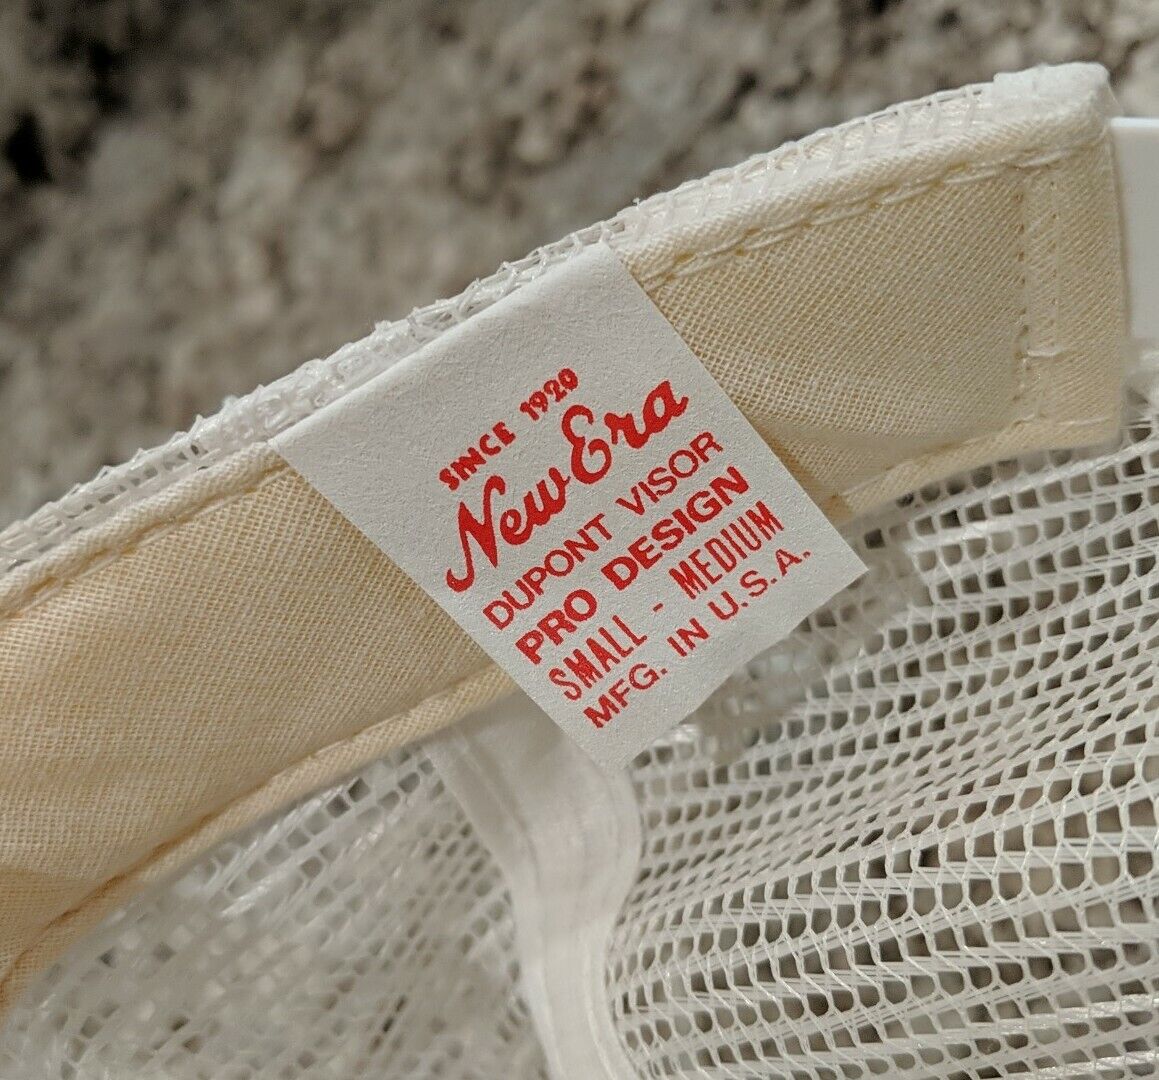 SINCE 1920
New Era
DUPONT VISOR
PRO DESIGN
SMALL - MEDIUM
MFG. IN U.S.A.